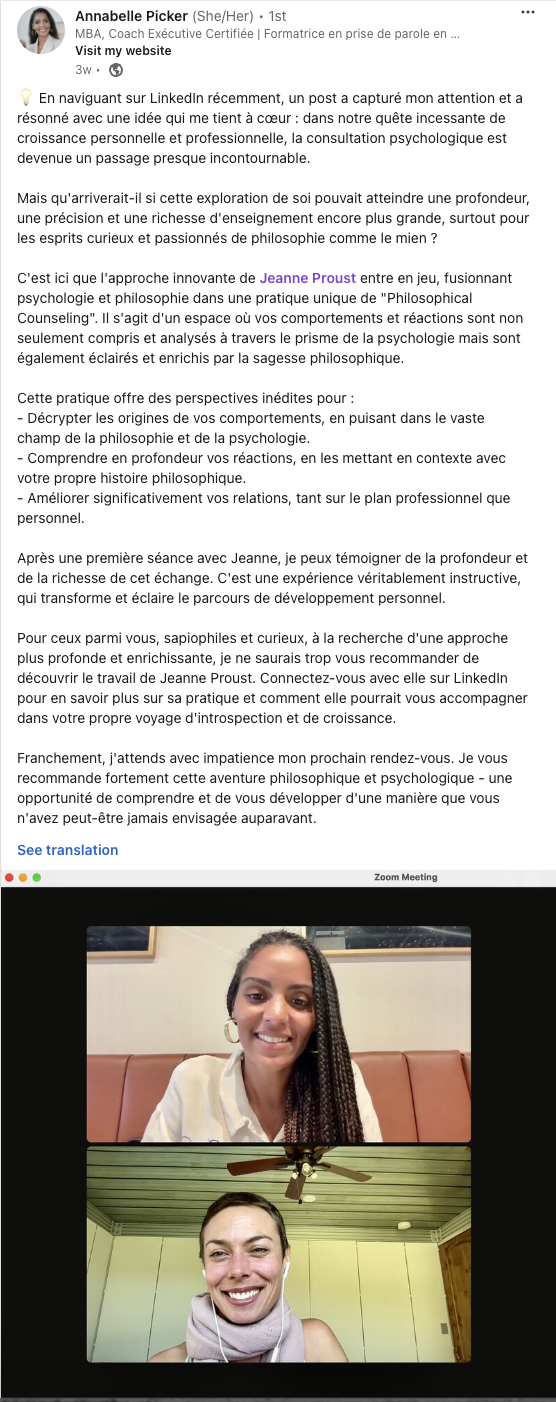 Annabelle Picker (She/Her) • 1st
MBA, Coach Exécutive Certifiée | Formatrice en prise de parole en ...
Visit my website
3w •
💡 En naviguant sur LinkedIn récemment, un post a capturé mon attention et a
résonné avec une idée qui me tient à cœur : dans notre quête incessante de
croissance personnelle et professionnelle, la consultation psychologique est
devenue un passage presque incontournable.
Mais qu'arriverait-il si cette exploration de soi pouvait atteindre une profondeur,
une précision et une richesse d'enseignement encore plus grande, surtout pour
les esprits curieux et passionnés de philosophie comme le mien ?
C'est ici que l'approche innovante de Jeanne Proust entre en jeu, fusionnant
psychologie et philosophie dans une pratique unique de "Philosophical
Counseling". Il s'agit d'un espace où vos comportements et réactions sont non
seulement compris et analysés à travers le prisme de la psychologie mais sont
également éclairés et enrichis par la sagesse philosophique.
Cette pratique offre des perspectives inédites pour :
- Décrypter les origines de vos comportements, en puisant dans le vaste
champ de la philosophie et de la psychologie.
- Comprendre en profondeur vos réactions, en les mettant en contexte avec
votre propre histoire philosophique.
- Améliorer significativement vos relations, tant sur le plan professionnel que
personnel.
Après une première séance avec Jeanne, je peux témoigner de la profondeur et
de la richesse de cet échange. C'est une expérience véritablement instructive,
qui transforme et éclaire le parcours de développement personnel.
Pour ceux parmi vous, sapiophiles et curieux, à la recherche d'une approche
plus profonde et enrichissante, je ne saurais trop vous recommander de
découvrir le travail de Jeanne Proust. Connectez-vous avec elle sur LinkedIn
pour en savoir plus sur sa pratique et comment elle pourrait vous accompagner
dans votre propre voyage d'introspection et de croissance.
Franchement, j'attends avec impatience mon prochain rendez-vous. Je vous
recommande fortement cette aventure philosophique et psychologique - une
opportunité de comprendre et de vous développer d'une manière que vous
n'avez peut-être jamais envisagée auparavant.
See translation
Zoom Meeting